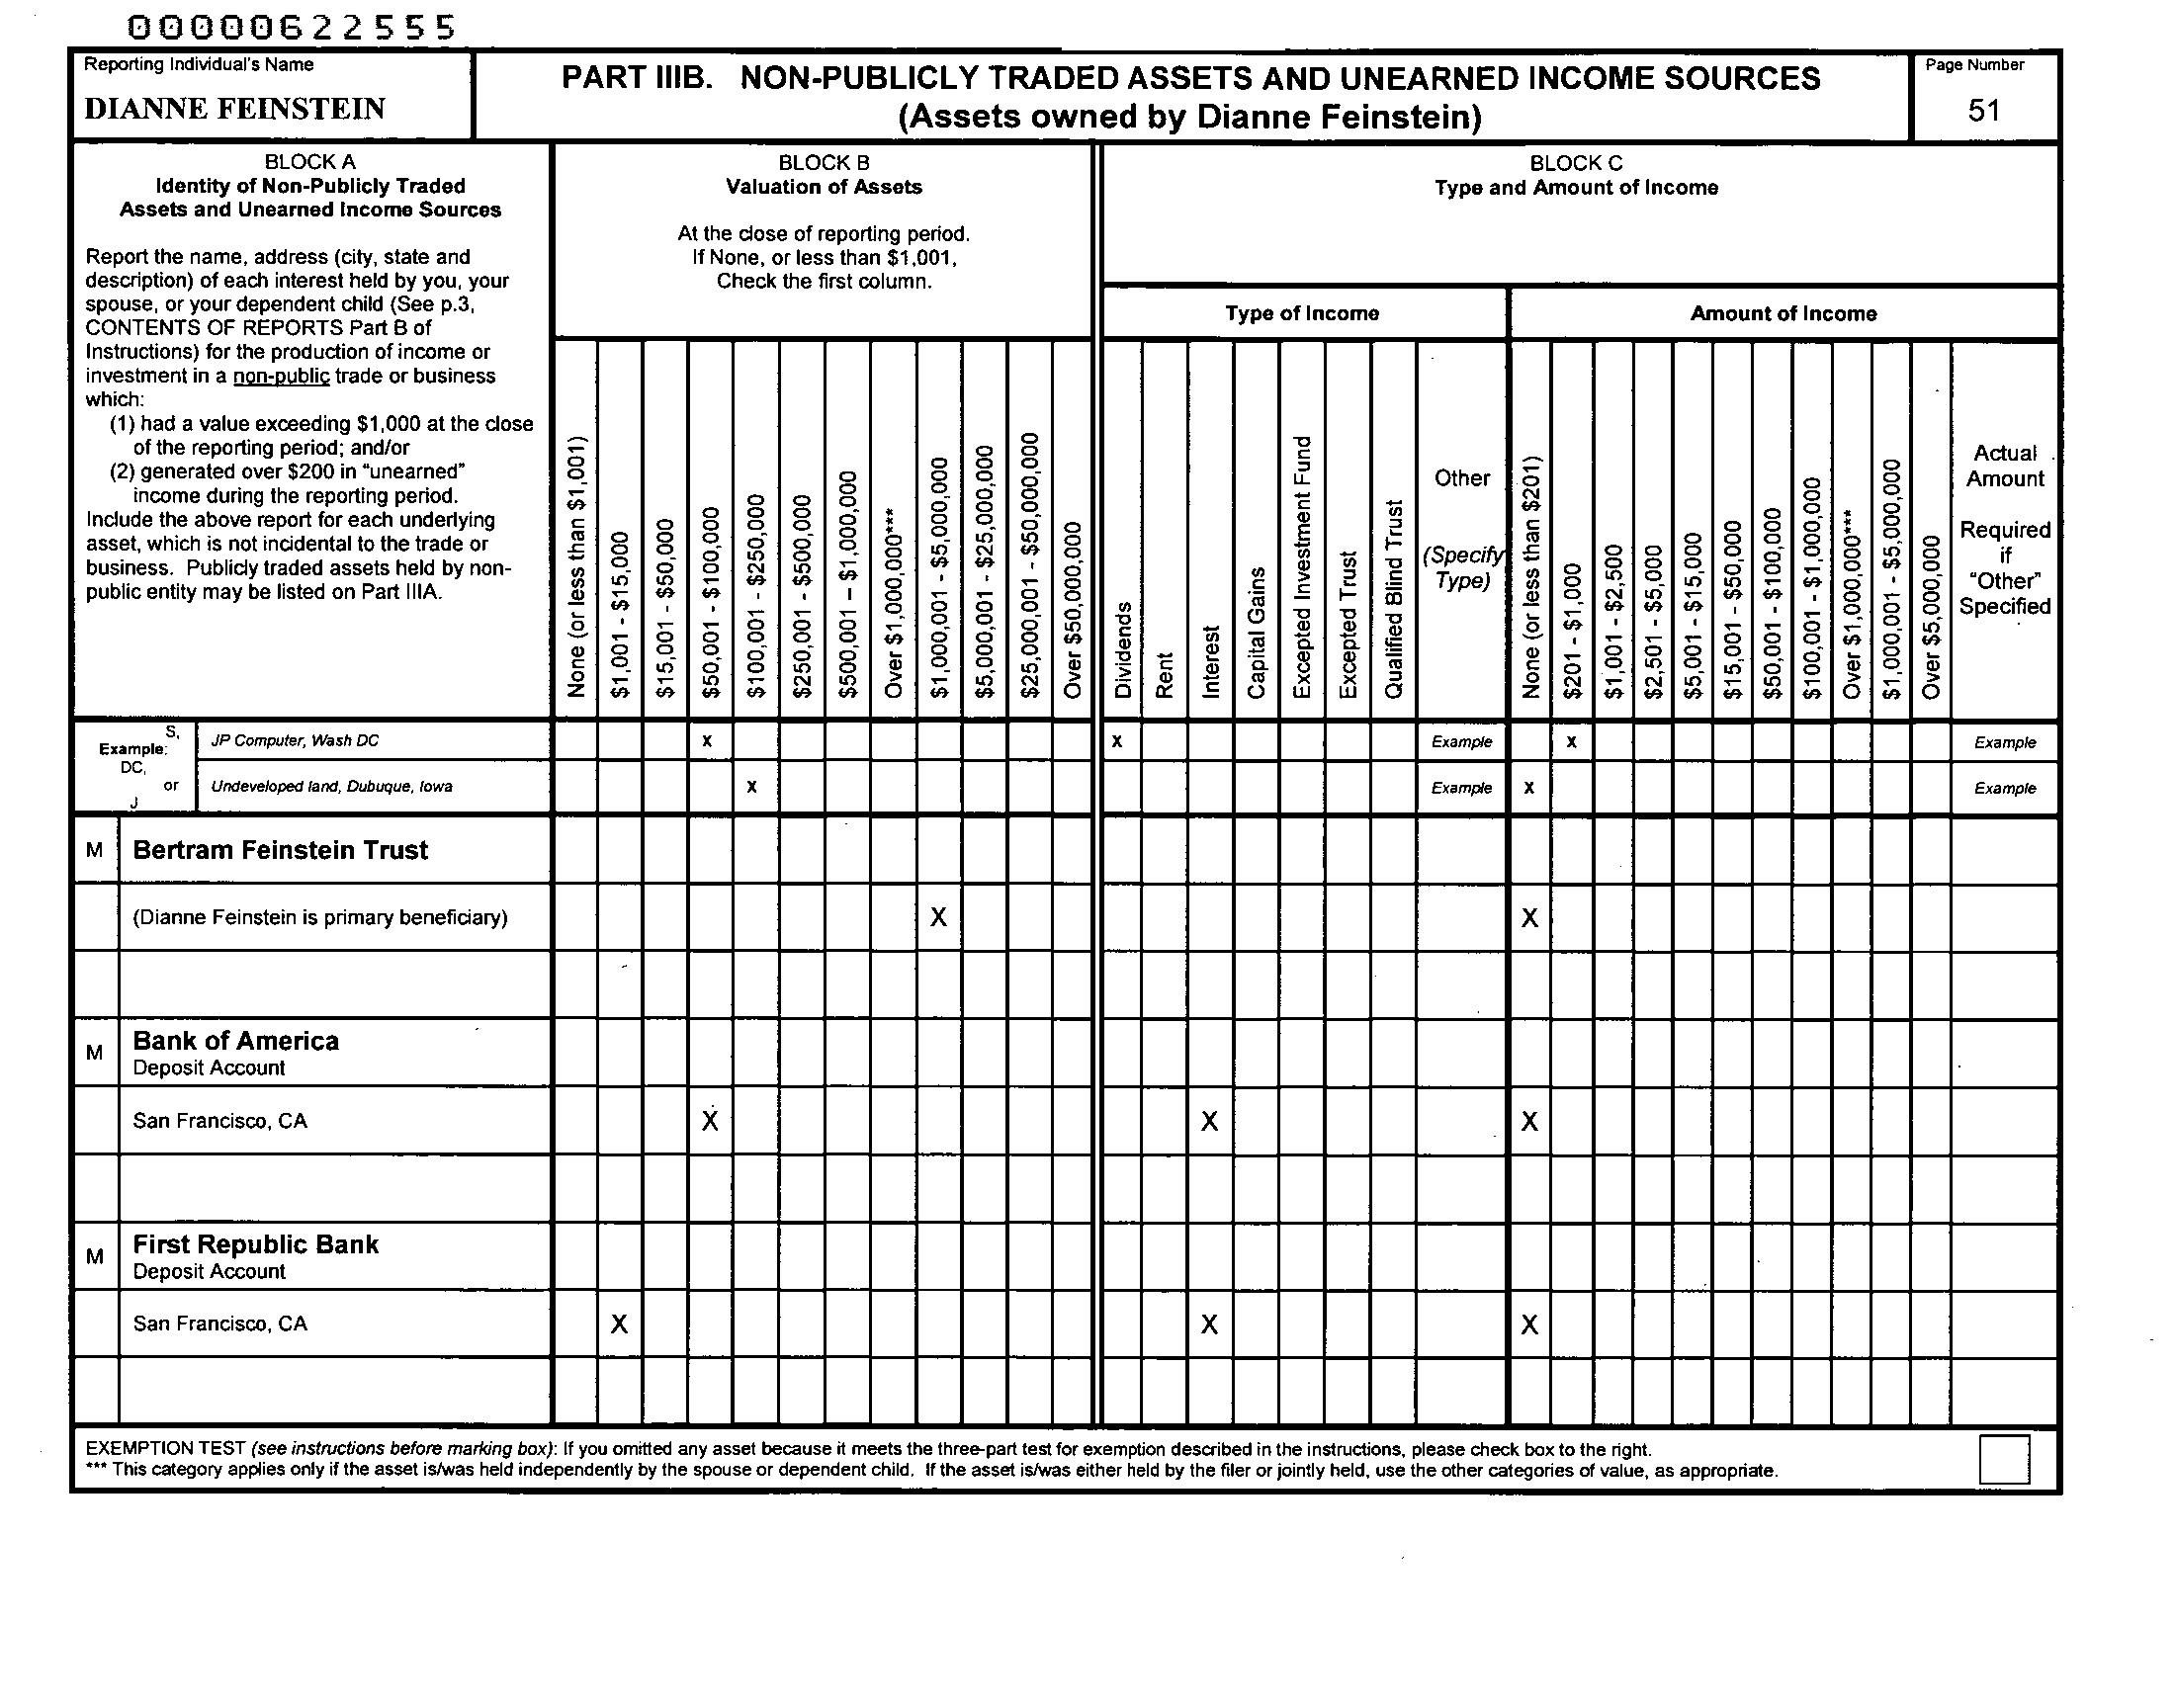 00000622555
Reporting Individual's Name
DIANNE FEINSTEIN
PART IIIB. NON-PUBLICLY TRADED ASSETS AND UNEARNED INCOME SOURCES
(Assets owned by Dianne Feinstein)
Page Number
51
BLOCK A
Identity of Non-Publicly Traded
Assets and Unearned Income Sources
Report the name, address (city, state and
description) of each interest held by you, your
spouse, or your dependent child (See p.3,
CONTENTS OF REPORTS Part B of
Instructions) for the production of income or
investment in a non-public trade or business
which:
(1) had a value exceeding $1,000 at the close
of the reporting period; and/or
(2) generated over $200 in "unearned"
income during the reporting period.
Include the above report for each underlying
asset, which is not incidental to the trade or
business. Publicly traded assets held by non-
public entity may be listed on Part IIIA.
BLOCK B
Valuation of Assets
At the close of reporting period.
If None, or less than $1,001,
Check the first column.
None (or less than $1,001)
$1,001 - $15,000
$15,001 - $50,000
$50,001 - $100,000
$100,001 - $250,000
$250,001 - $500,000
$500,001 – $1,000,000
Over $1,000,000***
$1,000,001 - $5,000,000
$5,000,001 - $25,000,000
$25,000,001 - $50,000,000
Over $50,000,000
BLOCK C
Type and Amount of Income
Type of Income
Dividends
Rent
Interest
Capital Gains
Excepted Investment Fund
Excepted Trust
Qualified Blind Trust
Other
(Specify
Type)
Amount of Income
None (or less than $201)
$201 - $1,000
$1,001 - $2,500
$2,501 - $5,000
$5,001 - $15,000
$15,001 - $50,000
$50,001 - $100,000
$100,001 - $1,000,000
Over $1,000,000***
$1,000,001 - $5,000,000
Over $5,000,000
Actual
Amount
Required
if
"Other"
Specified
S,
Example:
DC,
or
J
JP Computer, Wash DC X X Example X Example
Undeveloped land, Dubuque, Iowa X Example X Example
M Bertram Feinstein Trust
(Dianne Feinstein is primary beneficiary) X X
M Bank of America
Deposit Account
San Francisco, CA X X X
M First Republic Bank
Deposit Account
San Francisco, CA X X X
EXEMPTION TEST (see instructions before marking box): If you omitted any asset because it meets the three-part test for exemption described in the instructions, please check box to the right.
*** This category applies only if the asset is/was held independently by the spouse or dependent child. If the asset is/was either held by the filer or jointly held, use the other categories of value, as appropriate.